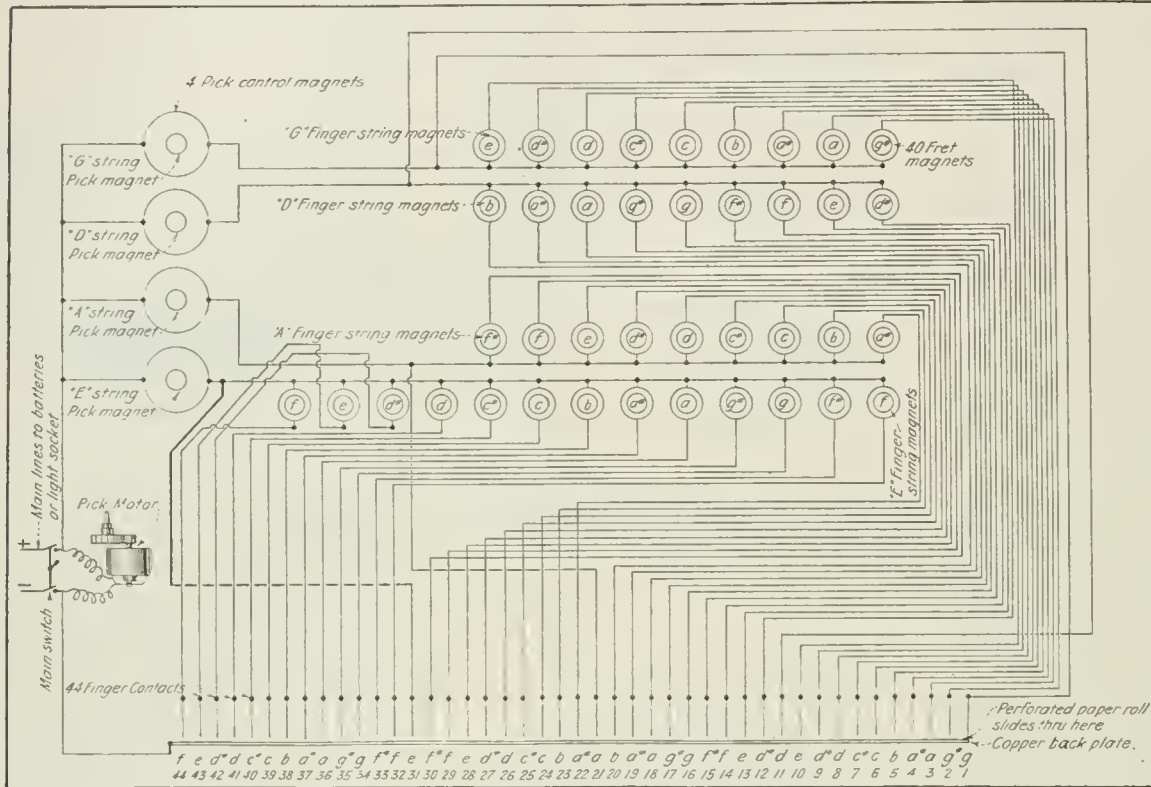 4 Pick control magnets
"G" Finger string magnets
e d# d c# c b a# a g#
40 Fret
magnets
"G" string
Pick magnet
"D" Finger string magnets
b a# a g# g f# f e d#
"D" string
Pick magnet
"A" string
Pick magnet
"A" Finger string magnets
f# f e d# d c# c b a#
"E" string
Pick magnet
f e d# d c# c b a# a g# g f# f
"E" Finger
string magnets
Main lines to batteries
or light socket
Pick Motor
+
−
Main switch
44 Finger Contacts
Perforated paper roll
slides thru here
Copper back plate
f e d# d c# c b a# a g# g f# f e f# f e d# d c# c b a# a b a# a g# g f# f e d# d e d# d c# c b a# a g# g
44 43 42 41 40 39 38 37 36 35 34 33 32 31 30 29 28 27 26 25 24 23 22 21 20 19 18 17 16 15 14 13 12 11 10 9 8 7 6 5 4 3 2 1